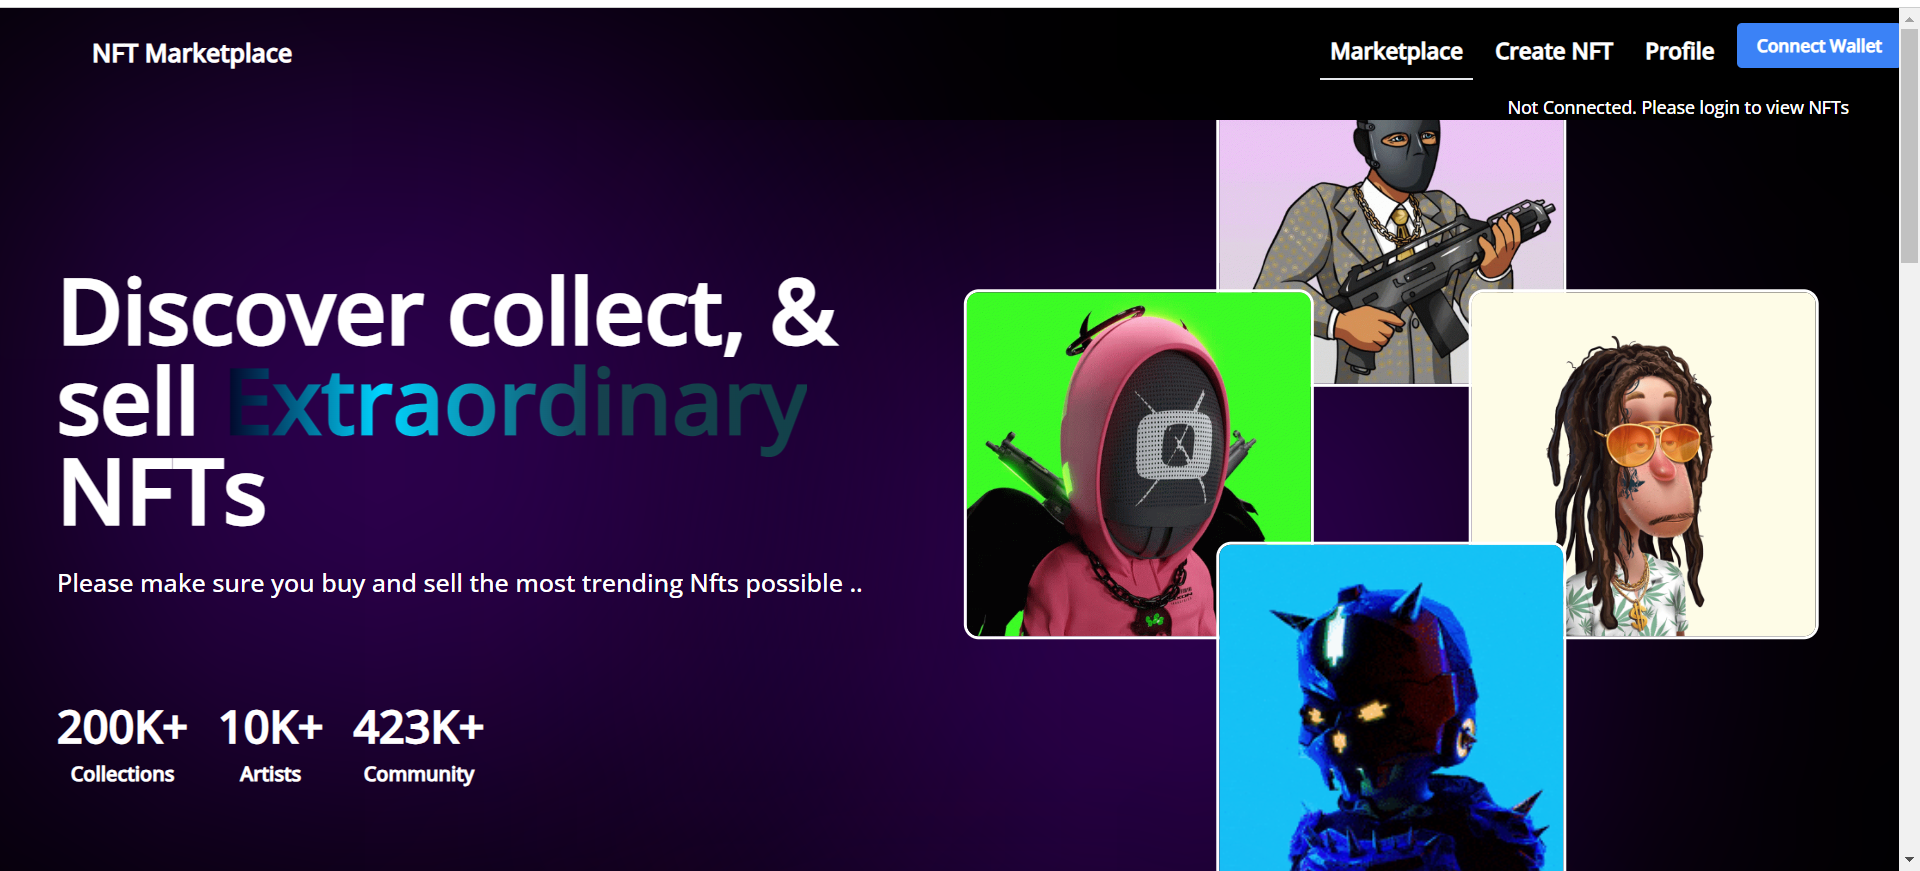 NFT Marketplace
Marketplace
Create NFT
Profile
Connect Wallet
Not Connected. Please login to view NFTs
Discover collect, &
sell Extraordinary
NFTs
Please make sure you buy and sell the most trending Nfts possible ..
200K+ 10K+ 423K+
Collections Artists Community